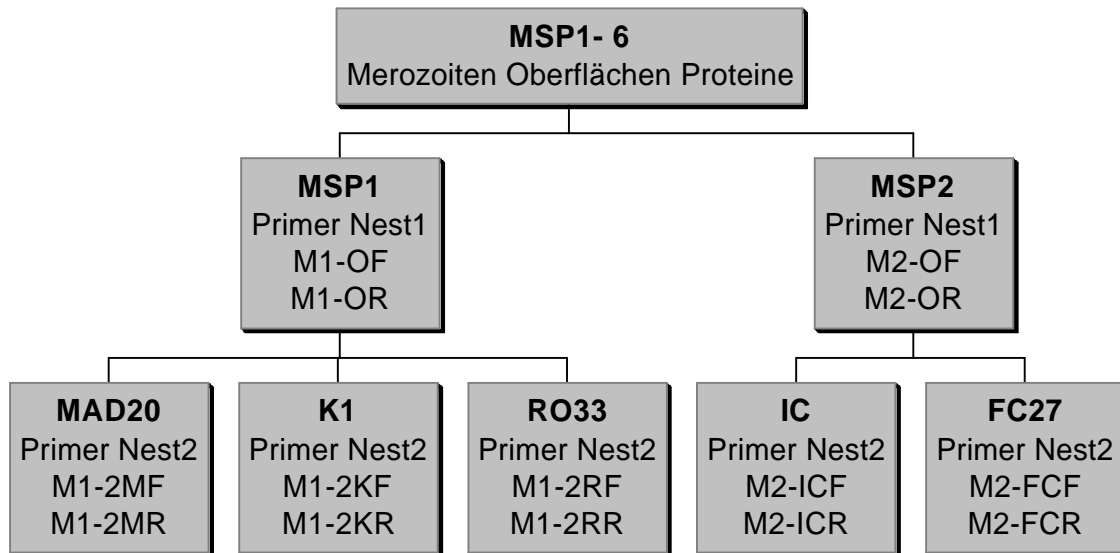 MSP1- 6
Merozoiten Oberflächen Proteine
MSP1
Primer Nest1
M1-OF
M1-OR
MSP2
Primer Nest1
M2-OF
M2-OR
MAD20
Primer Nest2
M1-2MF
M1-2MR
K1
Primer Nest2
M1-2KF
M1-2KR
RO33
Primer Nest2
M1-2RF
M1-2RR
IC
Primer Nest2
M2-ICF
M2-ICR
FC27
Primer Nest2
M2-FCF
M2-FCR